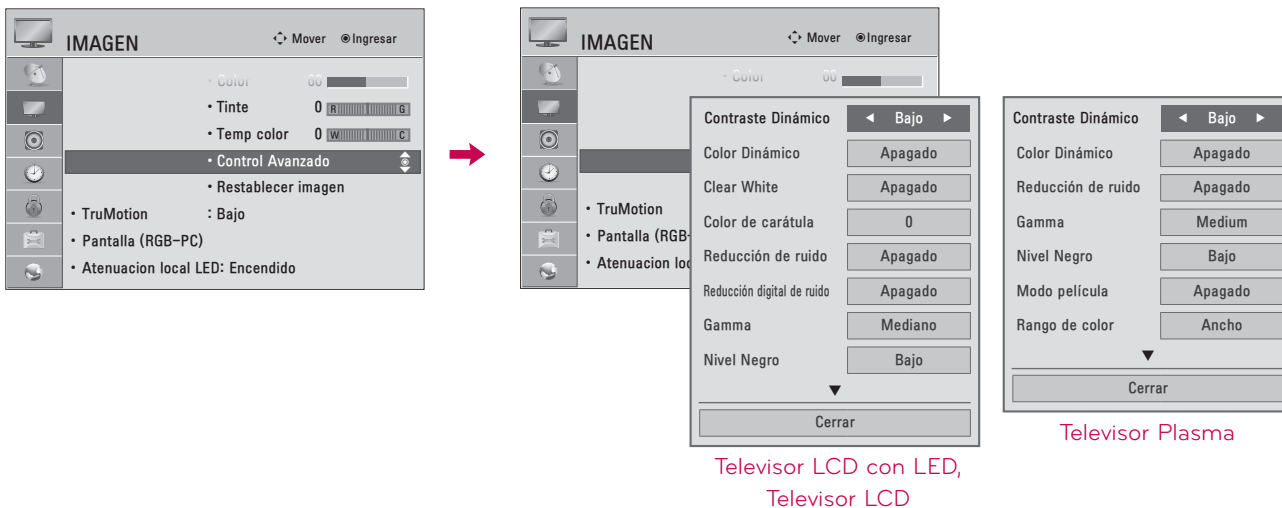 IMAGEN
Mover Ingresar
• Color 60
• Tinte 0 R G
• Temp color 0 W C
• Control Avanzado
• Restablecer imagen
• TruMotion : Bajo
• Pantalla (RGB-PC)
• Atenuacion local LED: Encendido
IMAGEN
Mover Ingresar
• Color 60
• TruMotion
• Pantalla (RGB-
• Atenuacion loc
Contraste Dinámico ◄ Bajo ►
Color Dinámico Apagado
Clear White Apagado
Color de carátula 0
Reducción de ruido Apagado
Reducción digital de ruido Apagado
Gamma Mediano
Nivel Negro Bajo
▼
Cerrar
Televisor LCD con LED,
Televisor LCD
Contraste Dinámico ◄ Bajo ►
Color Dinámico Apagado
Reducción de ruido Apagado
Gamma Medium
Nivel Negro Bajo
Modo película Apagado
Rango de color Ancho
▼
Cerrar
Televisor Plasma